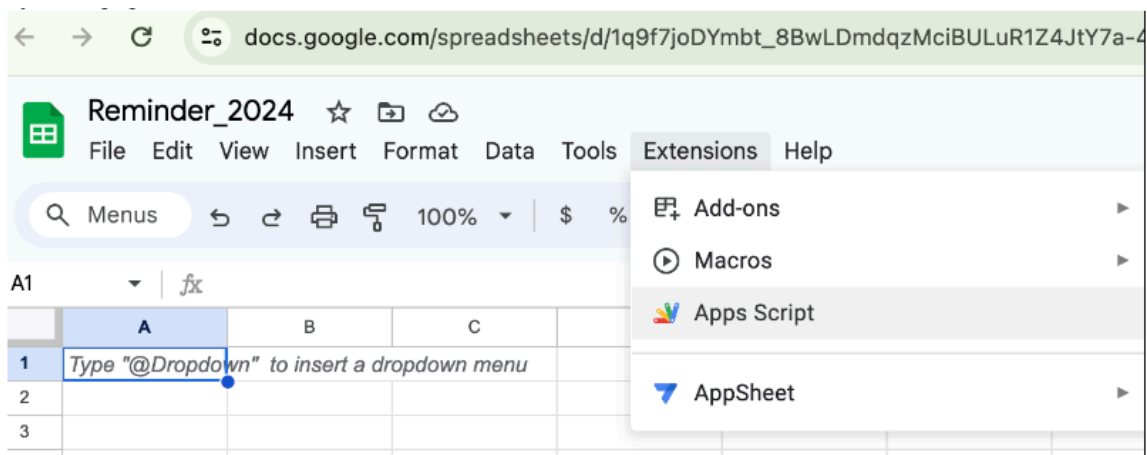 docs.google.com/spreadsheets/d/1q9f7joDYmbt_8BwLDmdqzMciBULuR1Z4JtY7a-4
Reminder_2024
File Edit View Insert Format Data Tools Extensions Help
Menus 100% $ %
Add-ons
Macros
Apps Script
AppSheet
A1 fx
A B C
1 Type "@Dropdown" to insert a dropdown menu
2
3